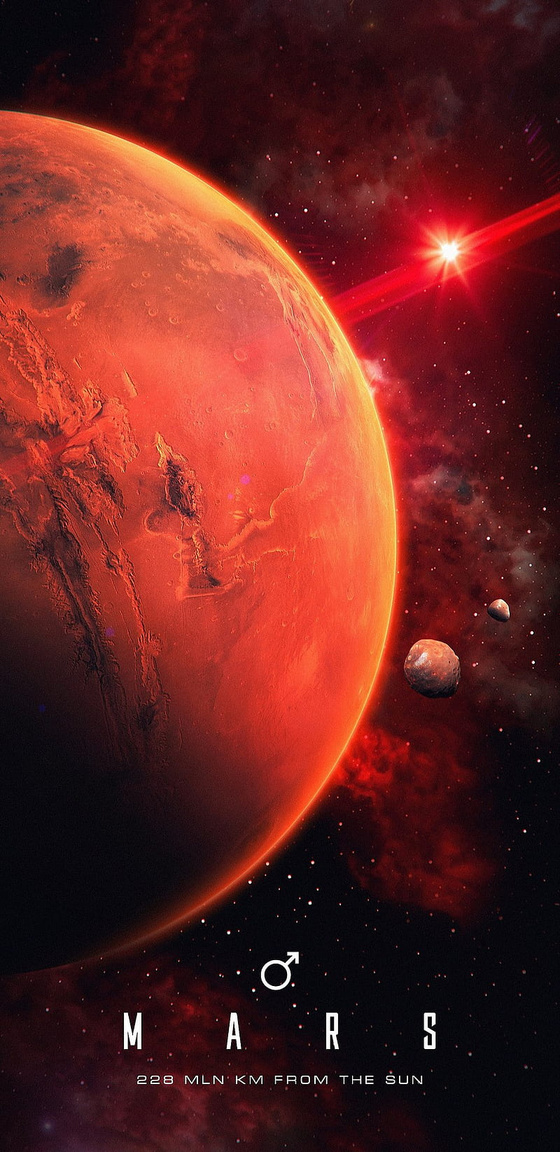 ♂
M A R S
228 MLN KM FROM THE SUN